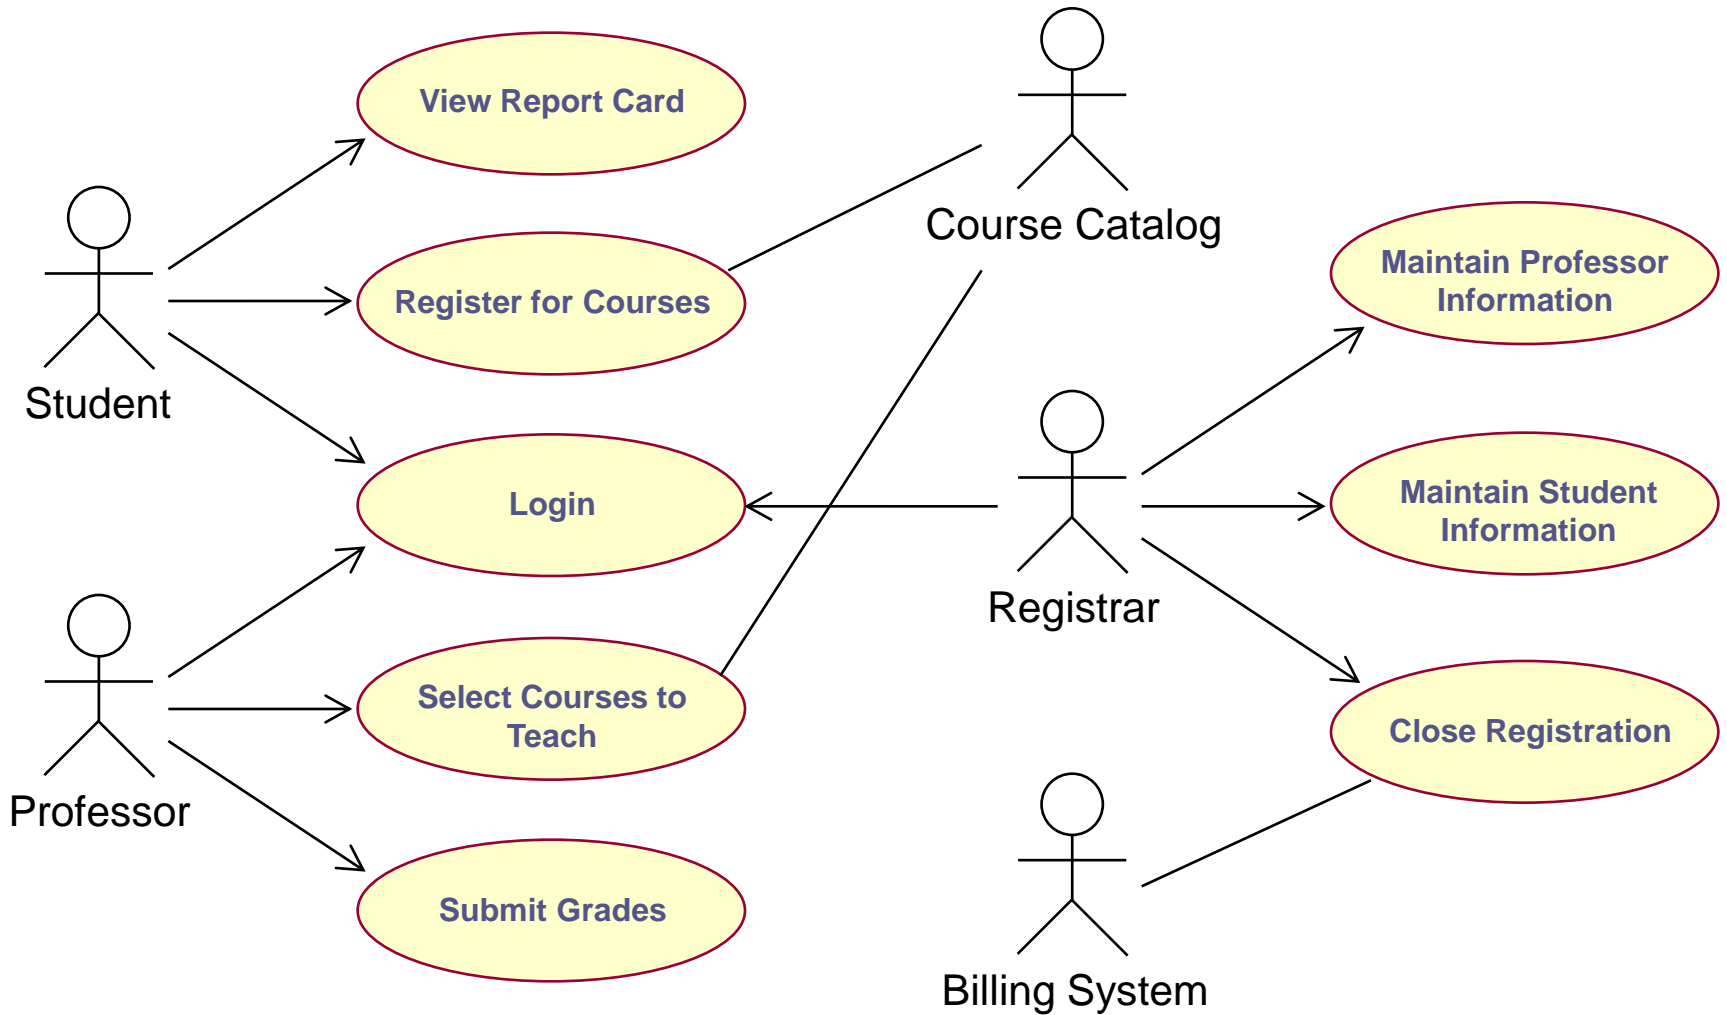 View Report Card
Course Catalog
Maintain Professor
Information
Register for Courses
Student
Login
Maintain Student
Information
Registrar
Select Courses to
Teach
Close Registration
Professor
Submit Grades
Billing System